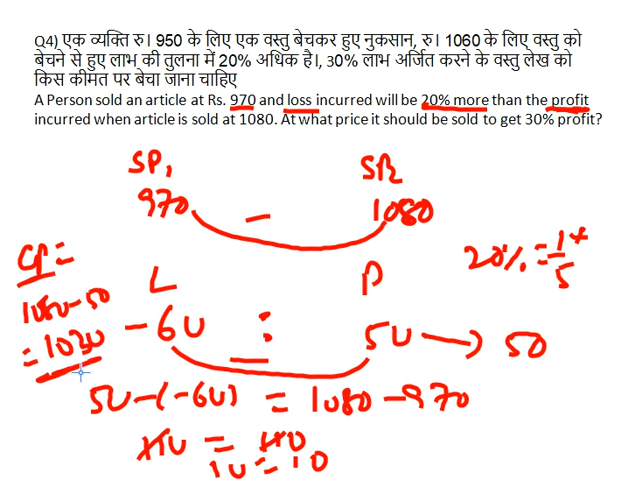 Q4) एक व्यक्ति रु। 950 के लिए एक वस्तु बेचकर हुए नुकसान, रु। 1060 के लिए वस्तु को
बेचने से हुए लाभ की तुलना में 20% अधिक है।, 30% लाभ अर्जित करने के वस्तु लेख को
किस कीमत पर बेचा जाना चाहिए
A Person sold an article at Rs. 970 and loss incurred will be 20% more than the profit
incurred when article is sold at 1080. At what price it should be sold to get 30% profit?
SP₁ SP₂
970 - 1080
20% = 1/5 +
CP =
1080-50
= 1030
L P
-6U : 5U → 50
5U-(-6U) = 1080-970
11U = 110
1U = 10